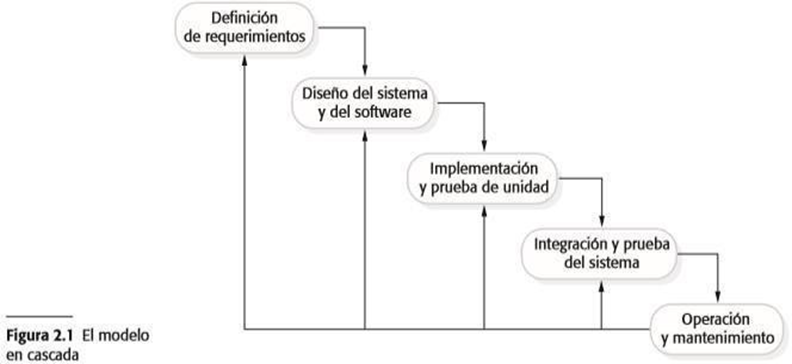 Definición
de requerimientos
Diseño del sistema
y del software
Implementación
y prueba de unidad
Integración y prueba
del sistema
Operación
y mantenimiento
Figura 2.1 El modelo
en cascada